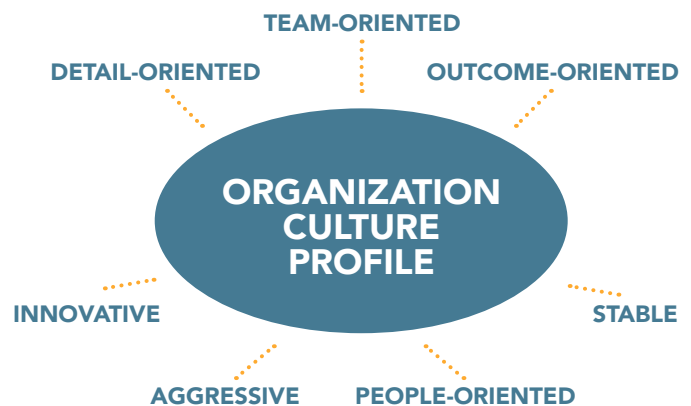 TEAM-ORIENTED
DETAIL-ORIENTED
OUTCOME-ORIENTED
ORGANIZATION
CULTURE
PROFILE
INNOVATIVE
STABLE
AGGRESSIVE
PEOPLE-ORIENTED